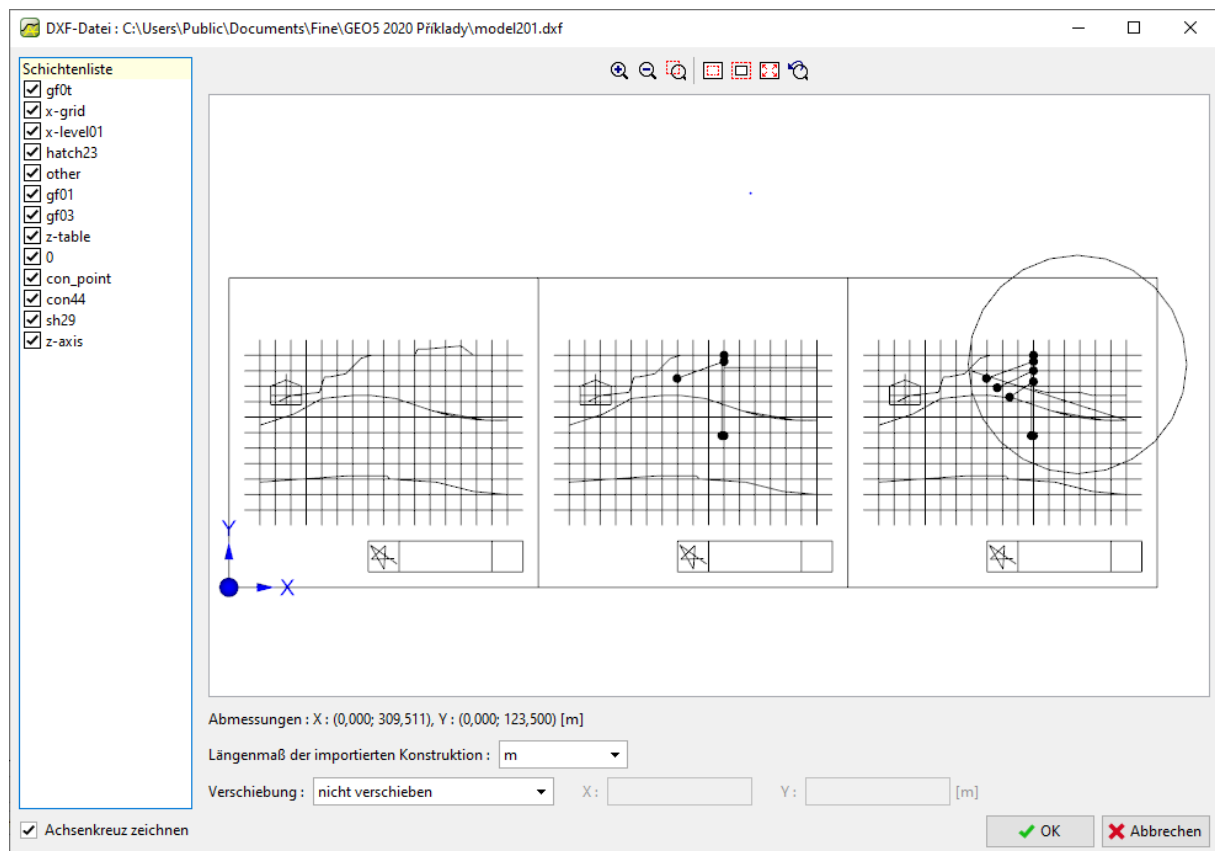 DXF-Datei : C:\Users\Public\Documents\Fine\GEO5 2020 Příklady\model201.dxf
Schichtenliste
gf0t
x-grid
x-level01
hatch23
other
gf01
gf03
z-table
0
con_point
con44
sh29
z-axis
Y
X
Abmessungen : X : (0,000; 309,511), Y : (0,000; 123,500) [m]
Längenmaß der importierten Konstruktion : m
Verschiebung : nicht verschieben X : Y : [m]
Achsenkreuz zeichnen OK Abbrechen